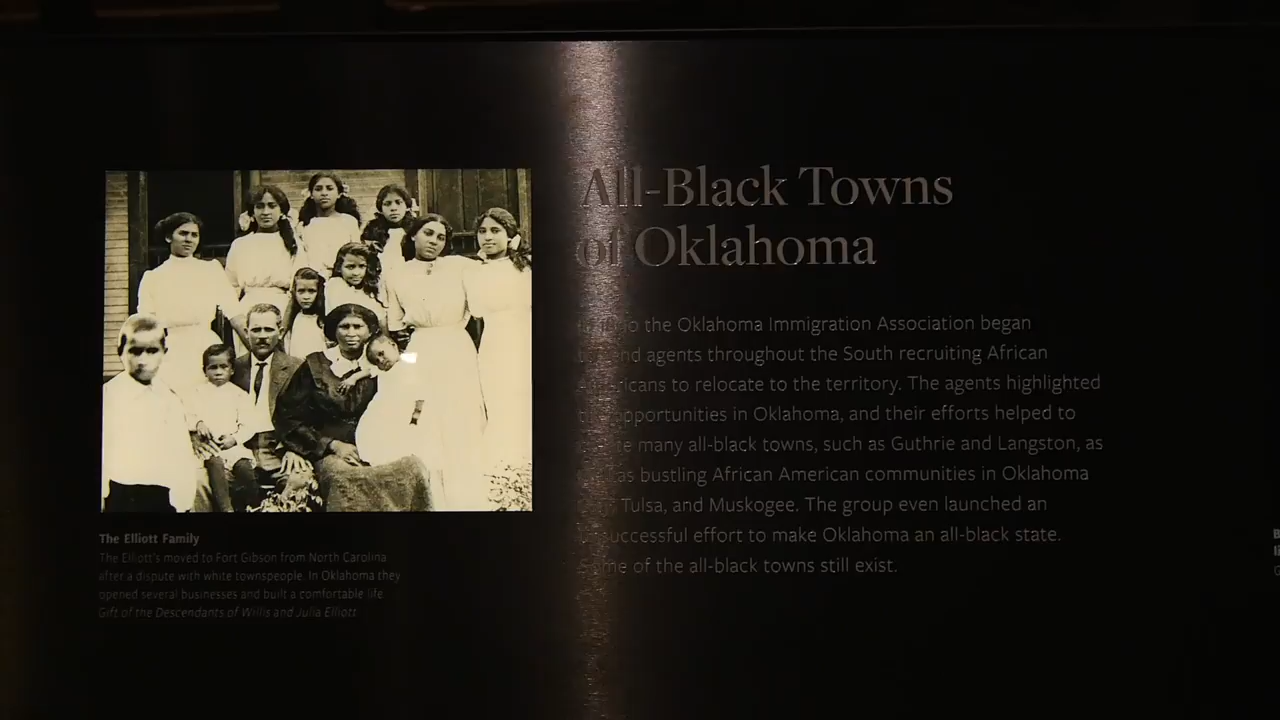 All-Black Towns
of Oklahoma
the Oklahoma Immigration Association began
agents throughout the South recruiting African
to relocate to the territory. The agents highlighted
opportunities in Oklahoma, and their efforts helped to
many all-black towns, such as Guthrie and Langston, as
as bustling African American communities in Oklahoma
Tulsa, and Muskogee. The group even launched an
unsuccessful effort to make Oklahoma an all-black state.
Some of the all-black towns still exist.
The Elliott Family
The Elliott's moved to Fort Gibson from North Carolina
after a dispute with white townspeople. In Oklahoma they
opened several businesses and built a comfortable life.
Gift of the Descendants of Willis and Julia Elliott